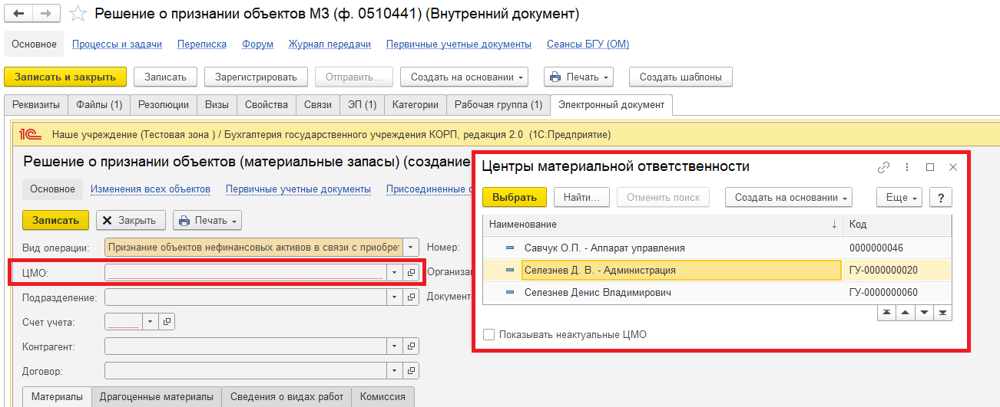 Решение о признании объектов МЗ (ф. 0510441) (Внутренний документ)
Основное Процессы и задачи Переписка Форум Журнал передачи Первичные учетные документы Сеансы БГУ (ОМ)
Записать и закрыть Записать Зарегистрировать Отправить... Создать на основании Печать Создать шаблоны
Реквизиты Файлы (1) Резолюции Визы Свойства Связи ЭП (1) Категории Рабочая группа (1) Электронный документ
1С Наше учреждение (Тестовая зона ) / Бухгалтерия государственного учреждения КОРП, редакция 2.0 (1С:Предприятие)
Решение о признании объектов (материальные запасы) (создание
Основное Изменения всех объектов Первичные учетные документы Присоединенные
Записать Закрыть Печать
Вид операции: Признание объектов нефинансовых активов в связи с приобрет Номер:
ЦМО: Организац
Подразделение: Документ
Счет учета:
Контрагент:
Договор:
Материалы Драгоценные материалы Сведения о видах работ Комиссия
Центры материальной ответственности
Выбрать Найти... Отменить поиск Создать на основании Еще ?
Наименование Код
Савчук О.П. - Аппарат управления 0000000046
Селезнев Д. В. - Администрация ГУ-0000000020
Селезнев Денис Владимирович ГУ-0000000060
Показывать неактуальные ЦМО